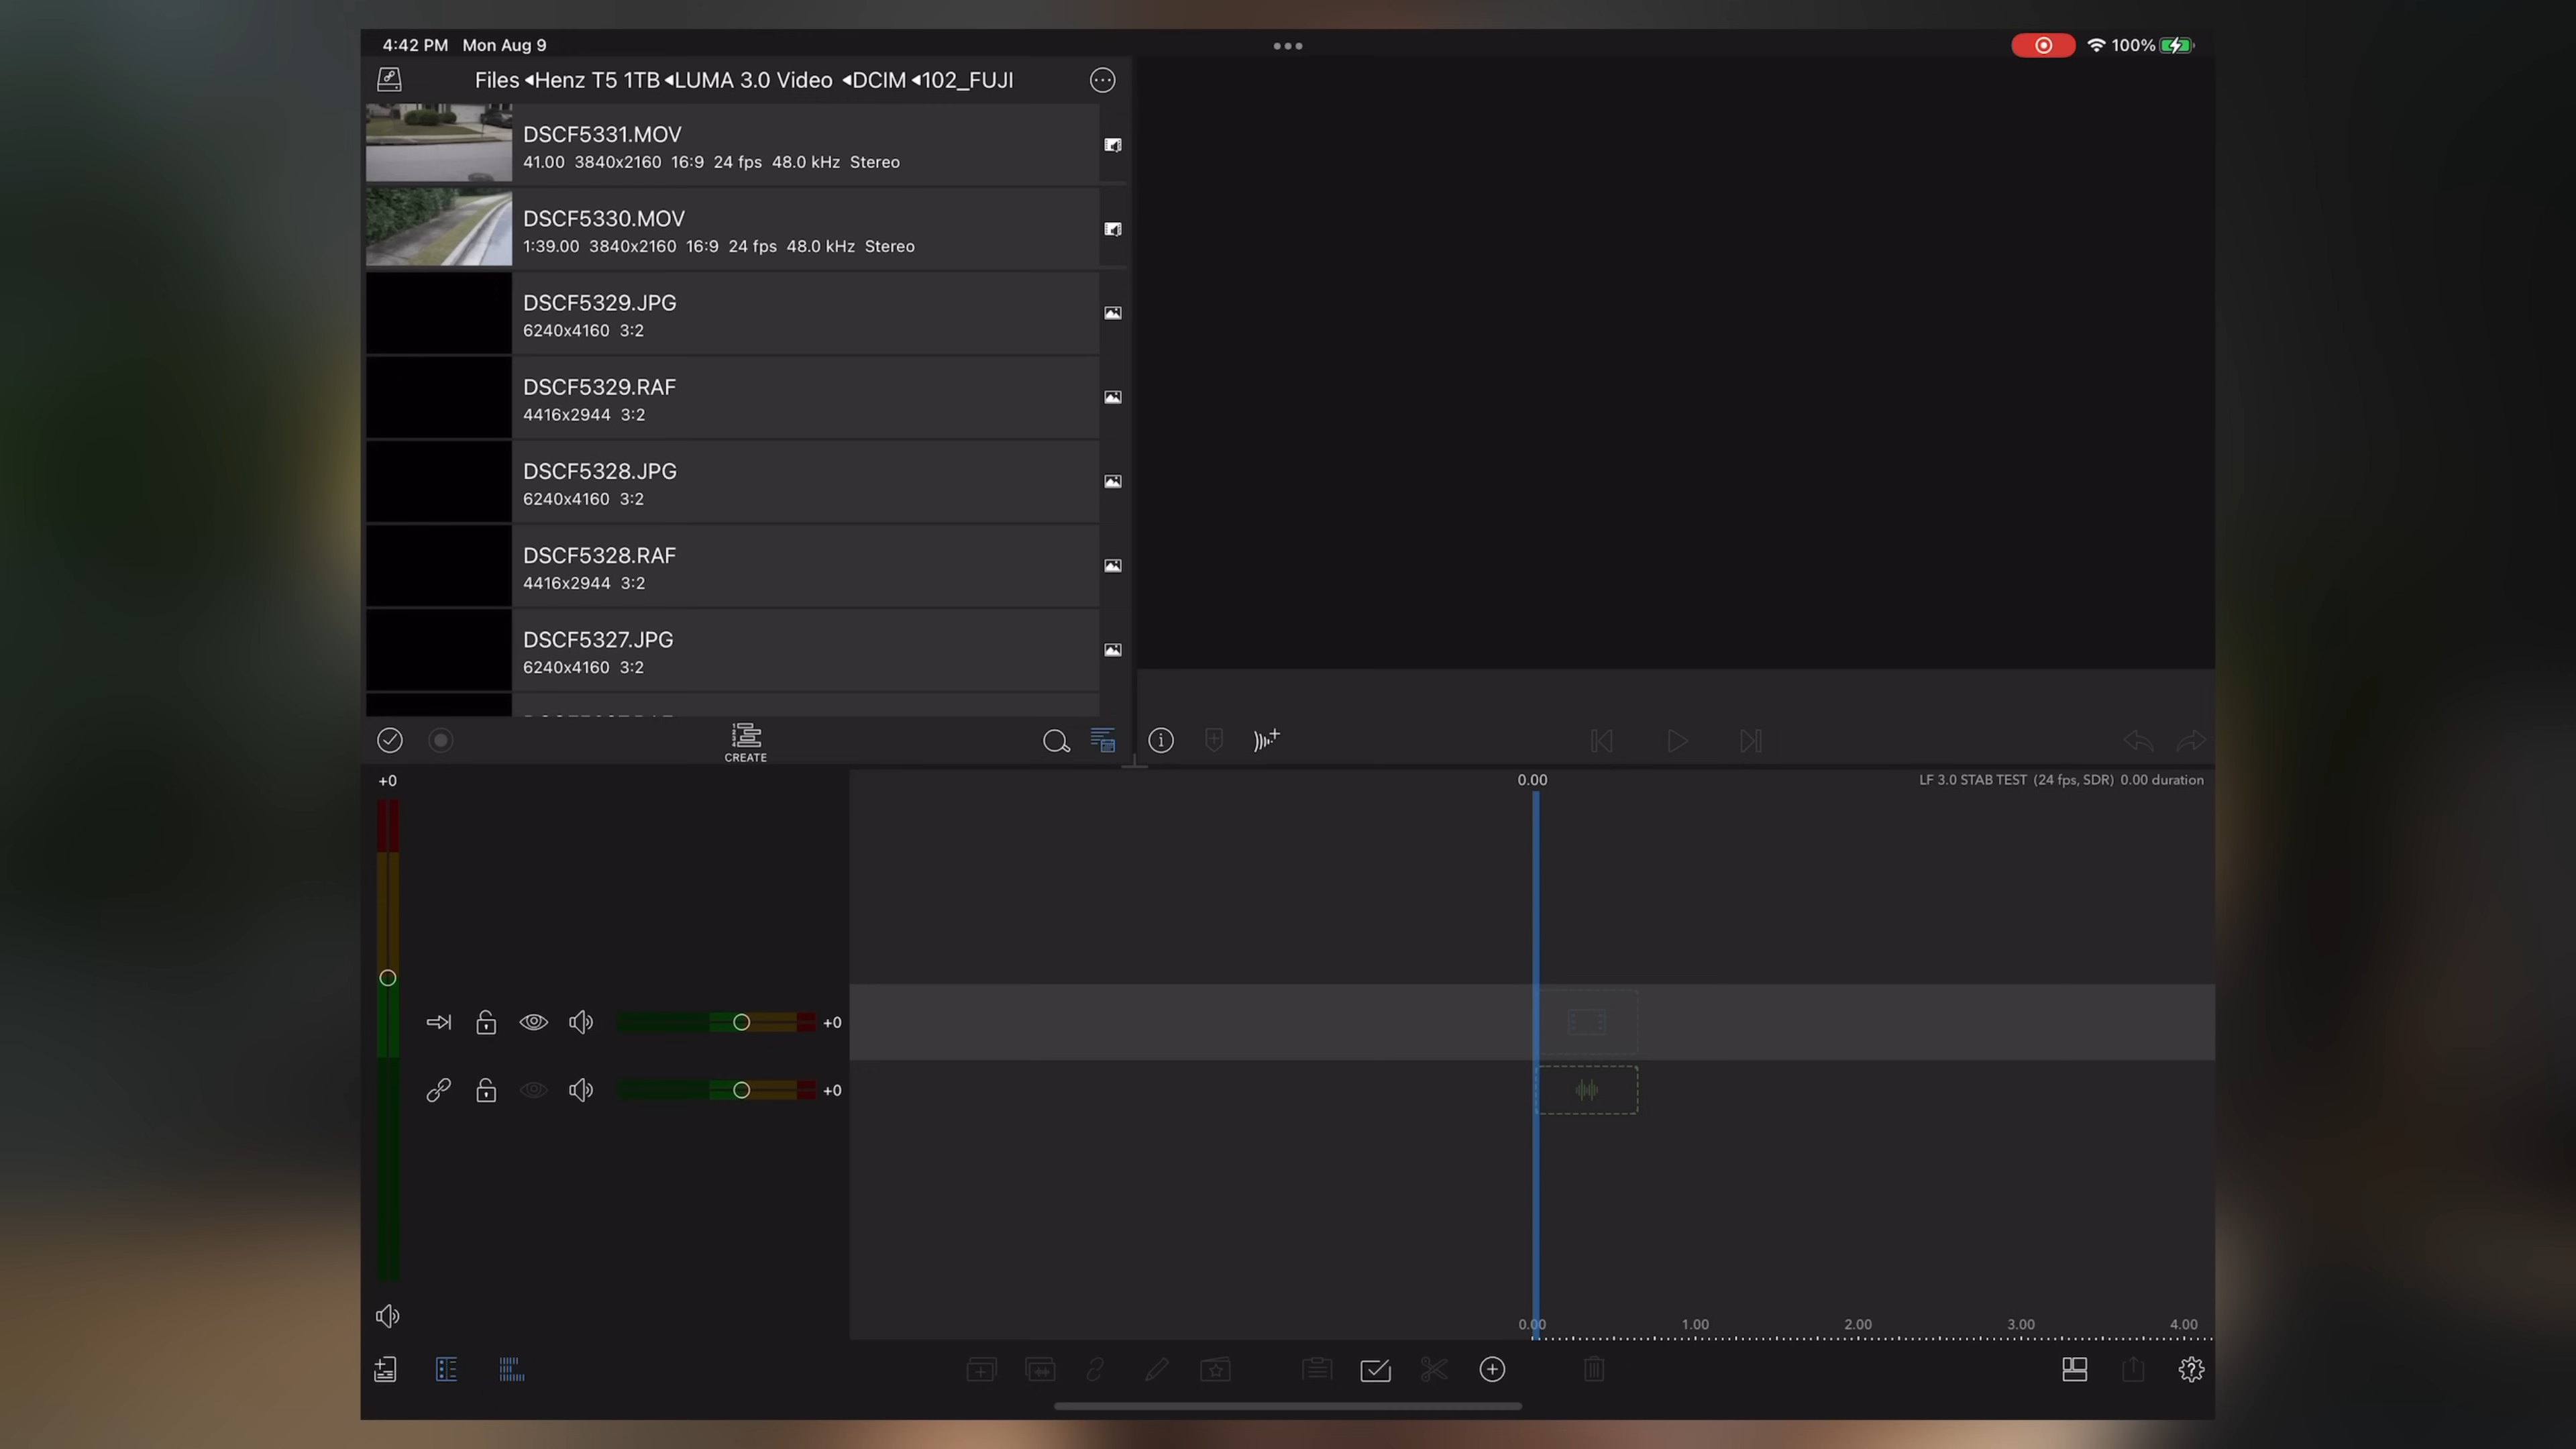 4:42 PM Mon Aug 9
100%
Files ◂Henz T5 1TB ◂LUMA 3.0 Video ◂DCIM ◂102_FUJI
DSCF5331.MOV
41.00 3840x2160 16:9 24 fps 48.0 kHz Stereo
DSCF5330.MOV
1:39.00 3840x2160 16:9 24 fps 48.0 kHz Stereo
DSCF5329.JPG
6240x4160 3:2
DSCF5329.RAF
4416x2944 3:2
DSCF5328.JPG
6240x4160 3:2
DSCF5328.RAF
4416x2944 3:2
DSCF5327.JPG
6240x4160 3:2
CREATE
+0
0.00
LF 3.0 STAB TEST (24 fps, SDR) 0.00 duration
+0
+0
0.00 1.00 2.00 3.00 4.00